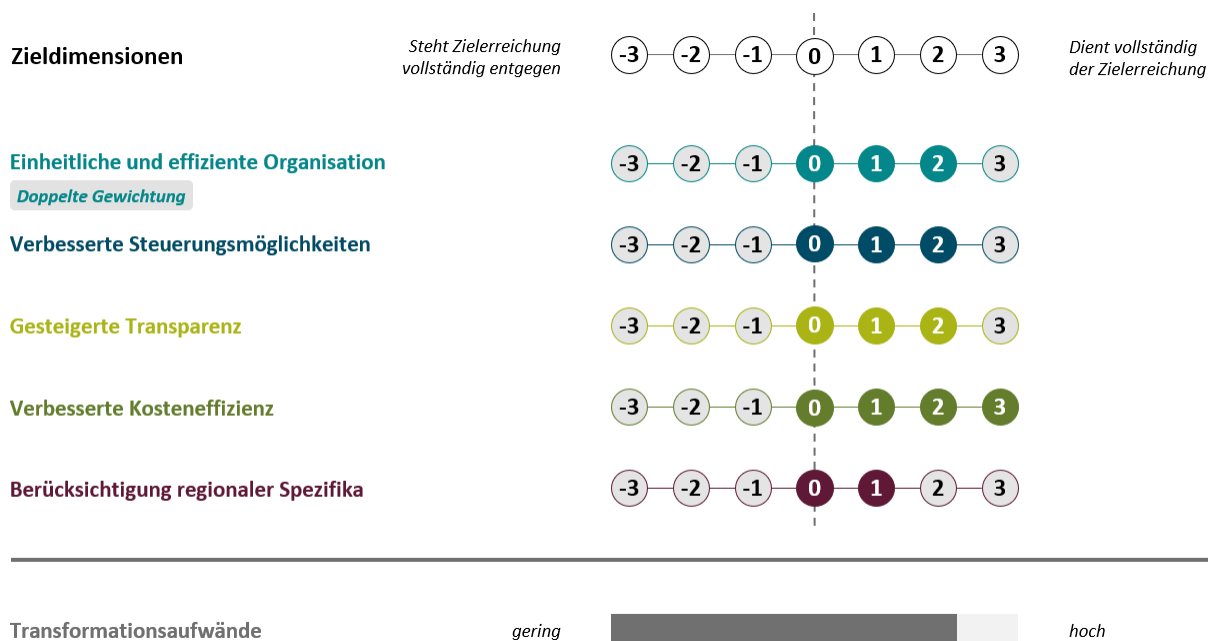 Zieldimensionen
Steht Zielerreichung
vollständig entgegen
-3 -2 -1 0 1 2 3
Dient vollständig
der Zielerreichung
Einheitliche und effiziente Organisation
-3 -2 -1 0 1 2 3
Doppelte Gewichtung
Verbesserte Steuerungsmöglichkeiten
-3 -2 -1 0 1 2 3
Gesteigerte Transparenz
-3 -2 -1 0 1 2 3
Verbesserte Kosteneffizienz
-3 -2 -1 0 1 2 3
Berücksichtigung regionaler Spezifika
-3 -2 -1 0 1 2 3
Transformationsaufwände
gering
hoch